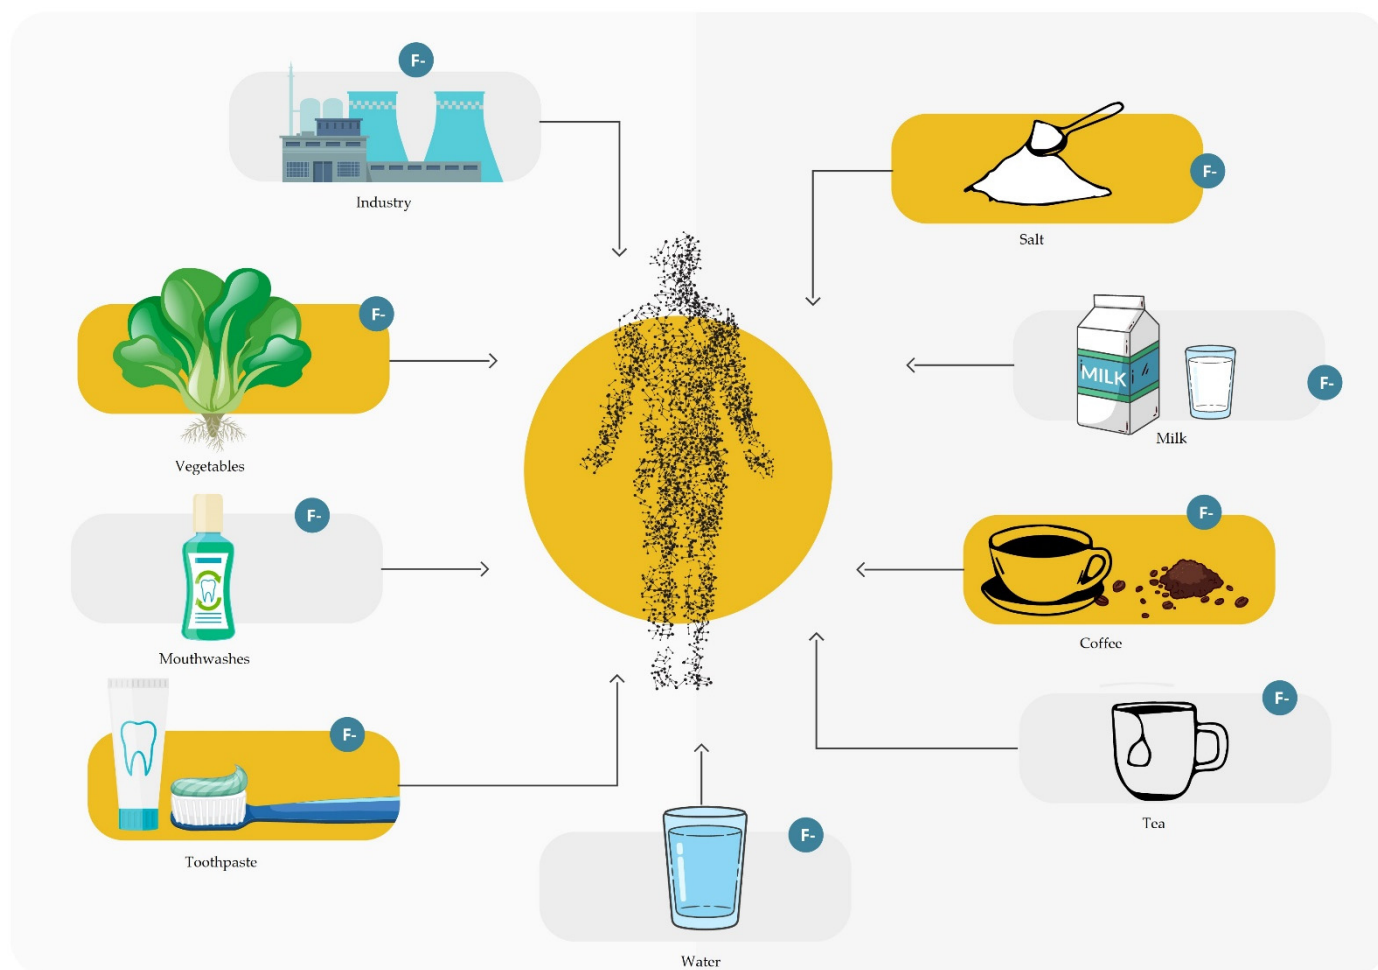 F-
Industry
F-
Salt
F-
Vegetables
MILK
F-
Milk
F-
Mouthwashes
F-
Coffee
F-
Toothpaste
F-
Tea
F-
Water